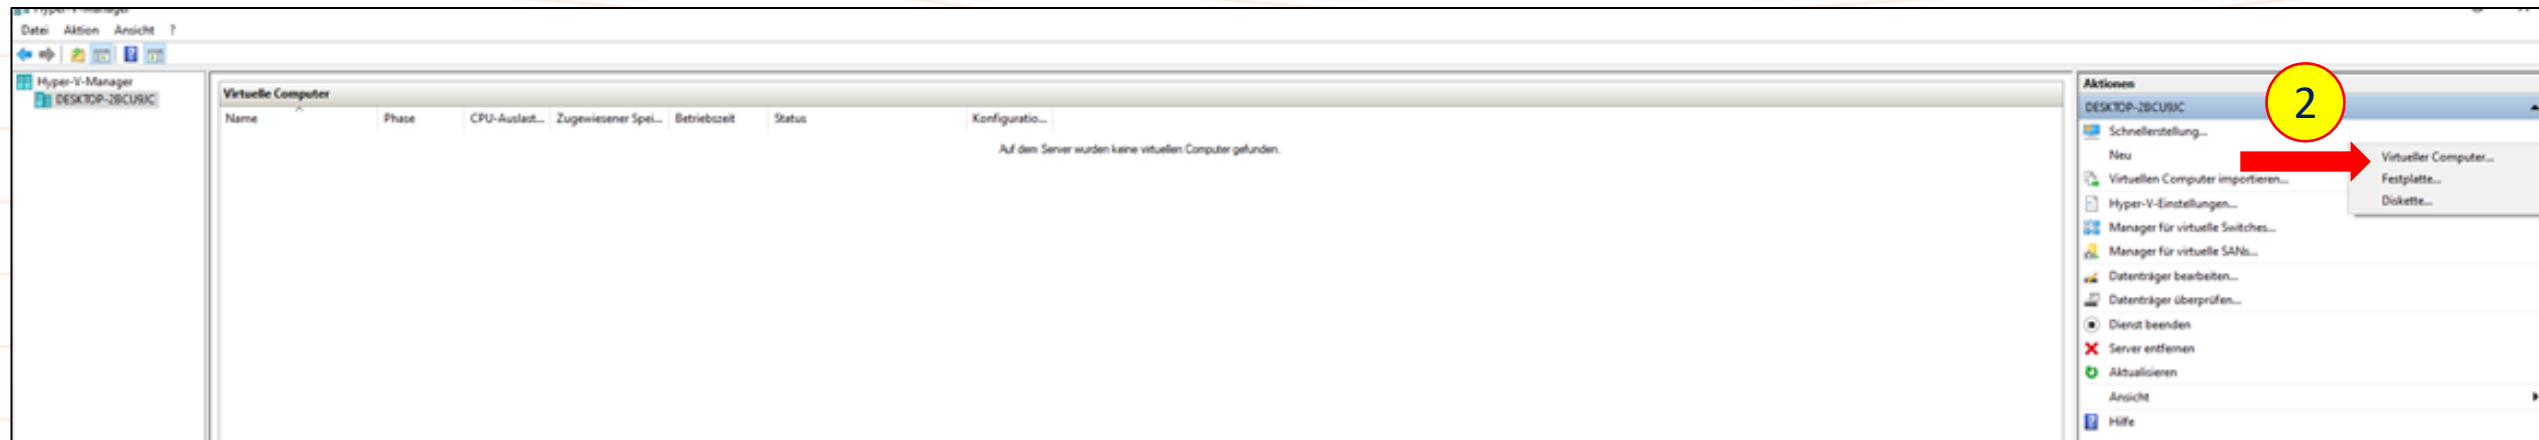 Hyper-V-Manager
Datei Aktion Ansicht ?
Hyper-V-Manager
DESKTOP-2BCU9JC
Virtuelle Computer
Name Phase CPU-Auslast... Zugewiesener Spei... Betriebszeit Status Konfiguratio...
Auf dem Server wurden keine virtuellen Computer gefunden.
Aktionen
DESKTOP-2BCU9JC
2
Schnellerstellung...
Neu
Virtuellen Computer importieren...
Hyper-V-Einstellungen...
Manager für virtuelle Switches...
Manager für virtuelle SANs...
Datenträger bearbeiten...
Datenträger überprüfen...
Dienst beenden
Server entfernen
Aktualisieren
Ansicht
Hilfe
Virtueller Computer...
Festplatte...
Diskette...